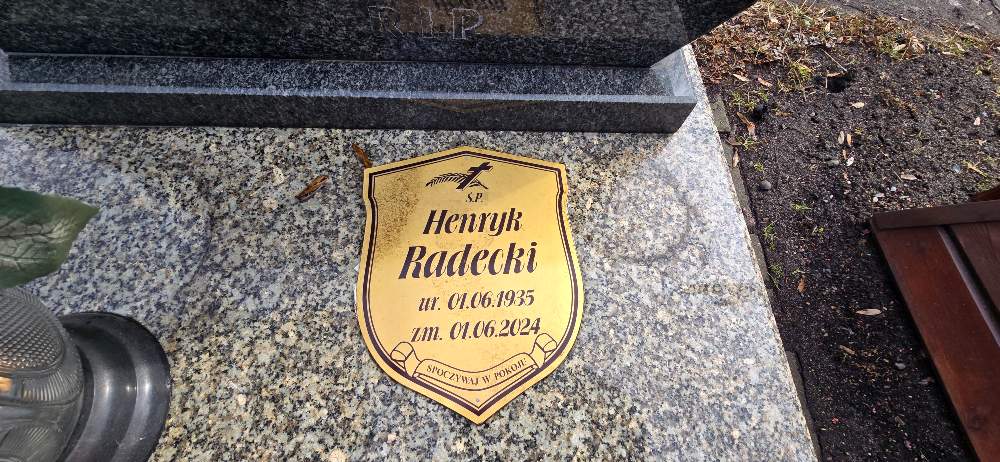 R.I.P.
Ś.P.
Henryk
Radecki
ur. 01.06.1935
zm. 01.06.2024
SPOCZYWAJ W POKOJU